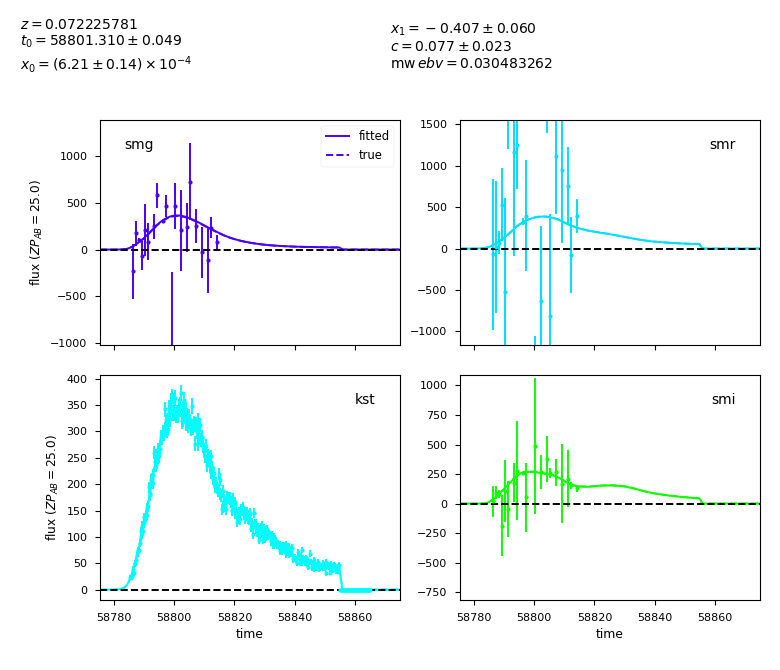 z = 0.072225781
t₀ = 58801.310 ± 0.049
x₀ = (6.21 ± 0.14) × 10⁻⁴
x₁ = −0.407 ± 0.060
c = 0.077 ± 0.023
mw ebv = 0.030483262
smg
fitted
true
1000
500
0
−500
−1000
flux (ZP_AB = 25.0)
smr
1500
1000
500
0
−500
−1000
kst
400
350
300
250
200
150
100
50
0
flux (ZP_AB = 25.0)
58780 58800 58820 58840 58860
time
smi
1000
750
500
250
0
−250
−500
−750
58780 58800 58820 58840 58860
time